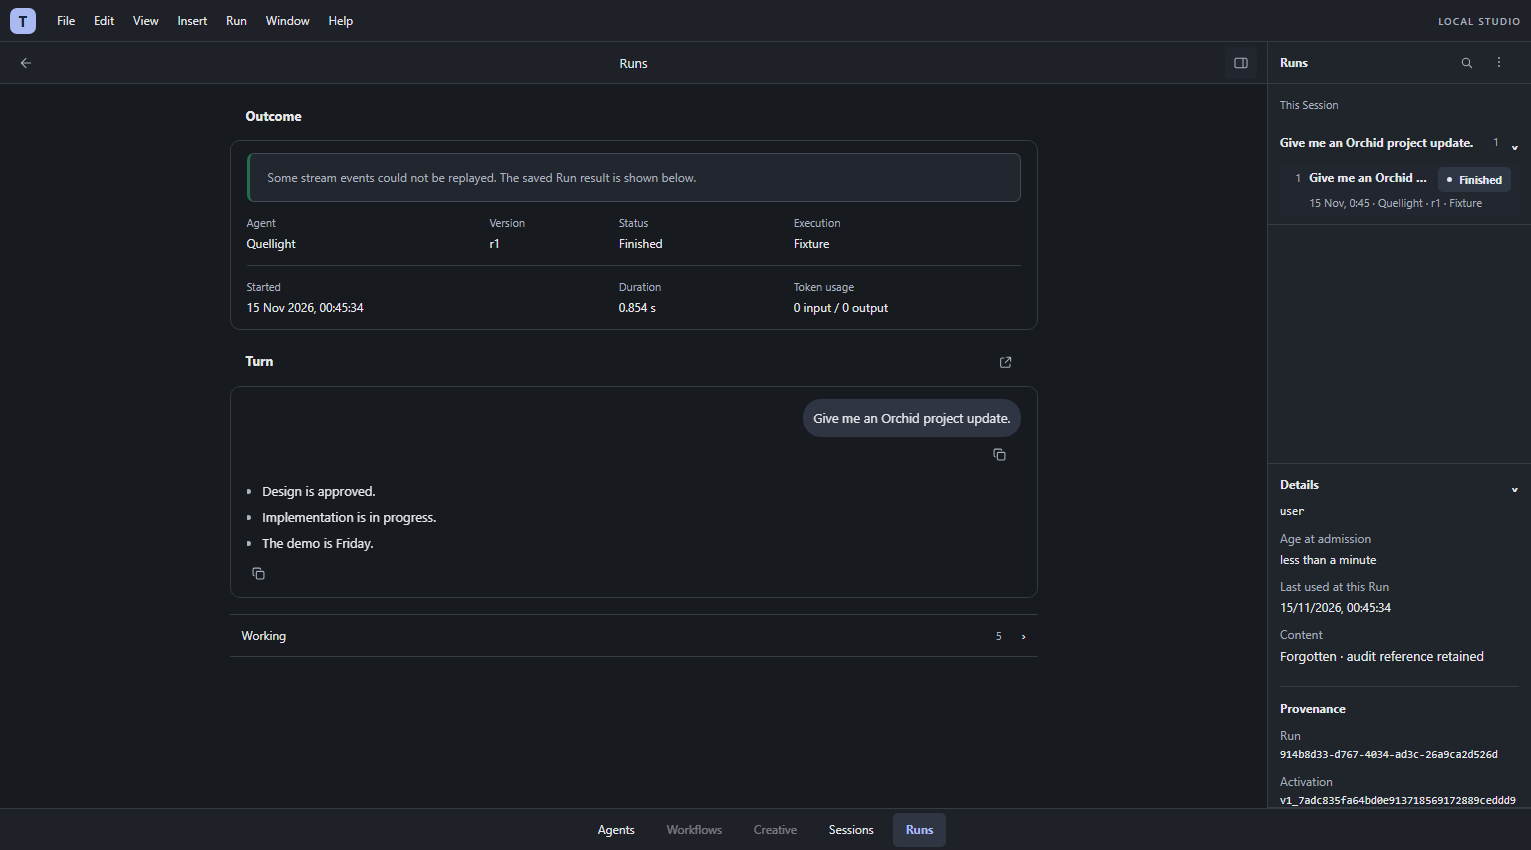 T File Edit View Insert Run Window Help LOCAL STUDIO
Runs
Outcome
Some stream events could not be replayed. The saved Run result is shown below.
Agent Version Status Execution
Quellight r1 Finished Fixture
Started Duration Token usage
15 Nov 2026, 00:45:34 0.854 s 0 input / 0 output
Turn
Give me an Orchid project update.
Design is approved.
Implementation is in progress.
The demo is Friday.
Working 5
Runs
This Session
Give me an Orchid project update. 1
1 Give me an Orchid ... Finished
15 Nov, 0:45 · Quellight · r1 · Fixture
Details
user
Age at admission
less than a minute
Last used at this Run
15/11/2026, 00:45:34
Content
Forgotten · audit reference retained
Provenance
Run
914b8d33-d767-4034-ad3c-26a9ca2d526d
Activation
v1_7adc835fa64bd0e913718569172889ceddd9
Agents Workflows Creative Sessions Runs